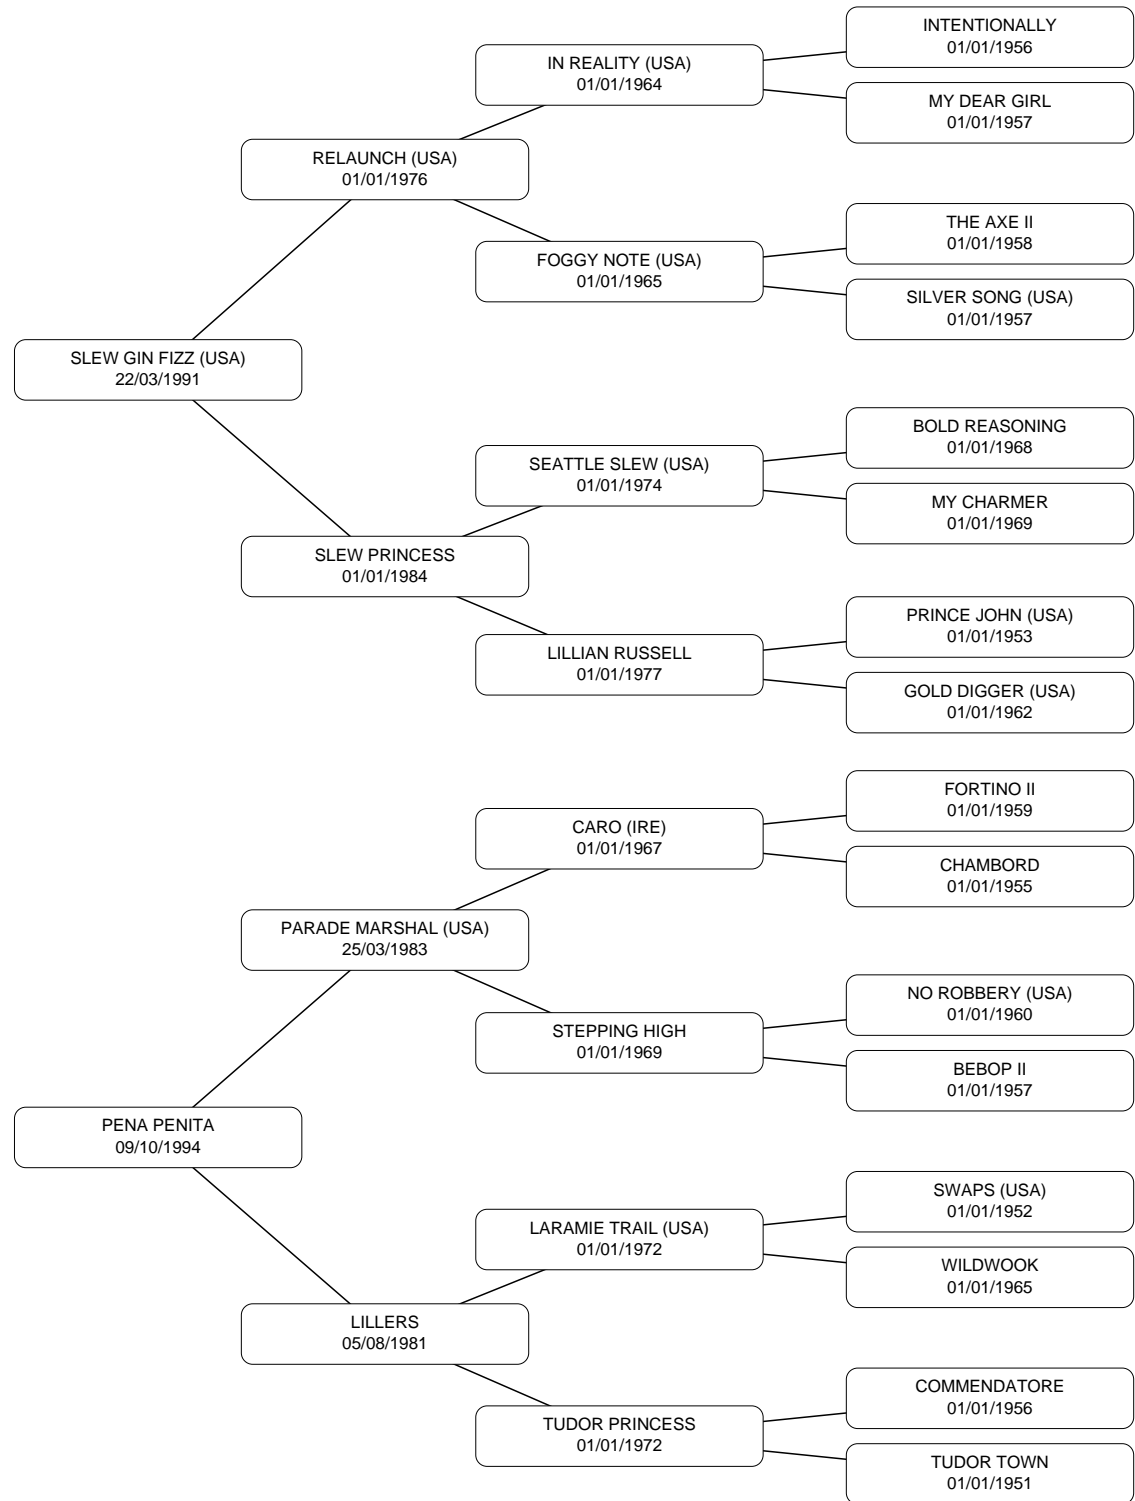 INTENTIONALLY
01/01/1956
IN REALITY (USA)
01/01/1964
MY DEAR GIRL
01/01/1957
RELAUNCH (USA)
01/01/1976
THE AXE II
01/01/1958
FOGGY NOTE (USA)
01/01/1965
SILVER SONG (USA)
01/01/1957
SLEW GIN FIZZ (USA)
22/03/1991
BOLD REASONING
01/01/1968
SEATTLE SLEW (USA)
01/01/1974
MY CHARMER
01/01/1969
SLEW PRINCESS
01/01/1984
PRINCE JOHN (USA)
01/01/1953
LILLIAN RUSSELL
01/01/1977
GOLD DIGGER (USA)
01/01/1962
FORTINO II
01/01/1959
CARO (IRE)
01/01/1967
CHAMBORD
01/01/1955
PARADE MARSHAL (USA)
25/03/1983
NO ROBBERY (USA)
01/01/1960
STEPPING HIGH
01/01/1969
BEBOP II
01/01/1957
PENA PENITA
09/10/1994
SWAPS (USA)
01/01/1952
LARAMIE TRAIL (USA)
01/01/1972
WILDWOOK
01/01/1965
LILLERS
05/08/1981
COMMENDATORE
01/01/1956
TUDOR PRINCESS
01/01/1972
TUDOR TOWN
01/01/1951